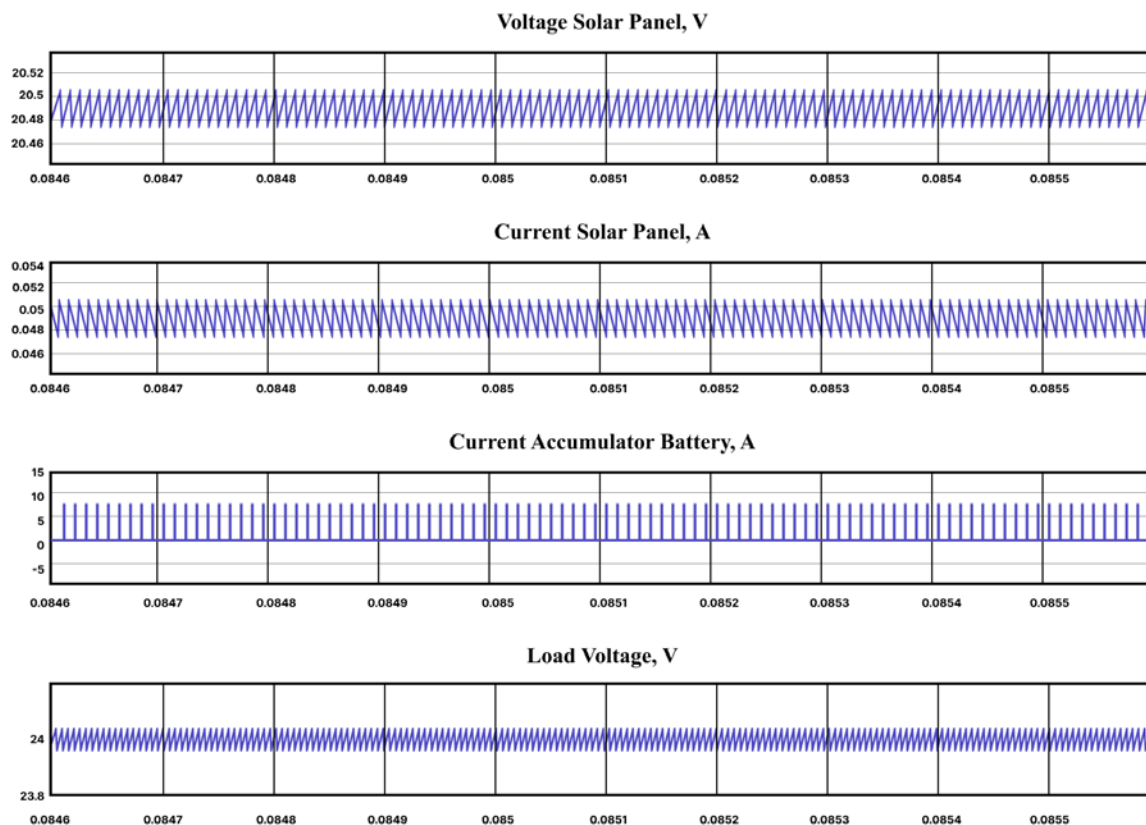 Voltage Solar Panel, V
20.52
20.5
20.48
20.46
0.0846 0.0847 0.0848 0.0849 0.085 0.0851 0.0852 0.0853 0.0854 0.0855
Current Solar Panel, A
0.054
0.052
0.05
0.048
0.046
0.0846 0.0847 0.0848 0.0849 0.085 0.0851 0.0852 0.0853 0.0854 0.0855
Current Accumulator Battery, A
15
10
5
0
-5
0.0846 0.0847 0.0848 0.0849 0.085 0.0851 0.0852 0.0853 0.0854 0.0855
Load Voltage, V
24
23.8
0.0846 0.0847 0.0848 0.0849 0.085 0.0851 0.0852 0.0853 0.0854 0.0855